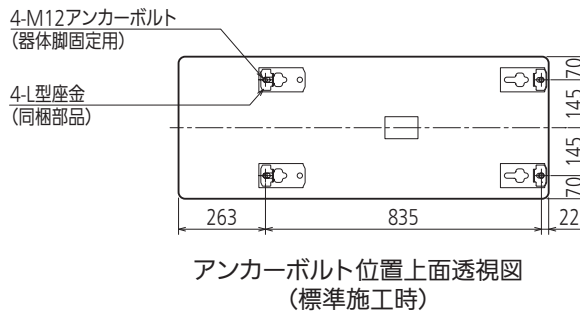 4-M12アンカーボルト
(器体脚固定用)
4-L型座金
(同梱部品)
70
145
145
70
263
835
22
アンカーボルト位置上面透視図
(標準施工時)